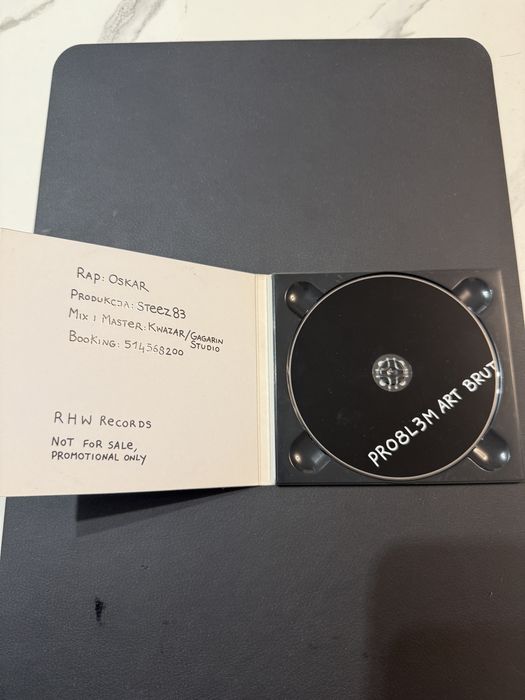 Rap: OSKAR
PRODUKCJA: STeez83
MIX i MASTeR: KWAZAR/GAGARIN
STUDIO
BOOKING: 514568200
RHW ReCORDS
NOT FOR SALe,
PROMOTIONAL ONLY
PRO8L3M ART BRUT